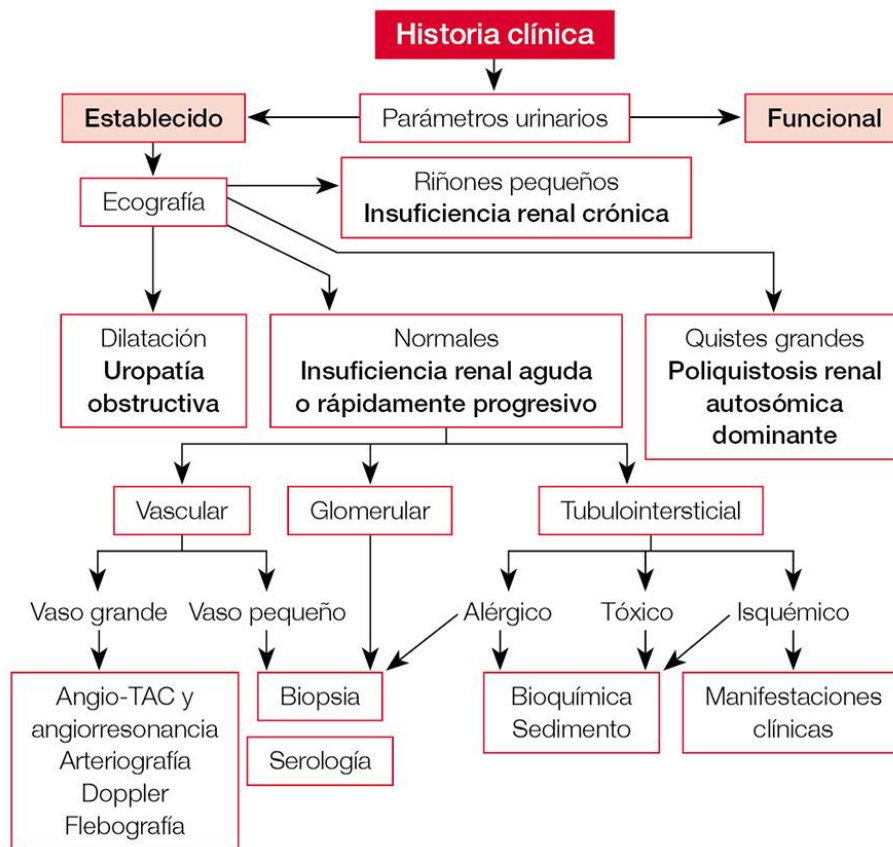 Historia clínica
Establecido
Parámetros urinarios
Funcional
Ecografía
Riñones pequeños
Insuficiencia renal crónica
Dilatación
Uropatía
obstructiva
Normales
Insuficiencia renal aguda
o rápidamente progresivo
Quistes grandes
Poliquistosis renal
autosómica
dominante
Vascular
Glomerular
Tubulointersticial
Vaso grande
Vaso pequeño
Alérgico
Tóxico
Isquémico
Angio-TAC y
angiorresonancia
Arteriografía
Doppler
Flebografía
Biopsia
Serología
Bioquímica
Sedimento
Manifestaciones
clínicas